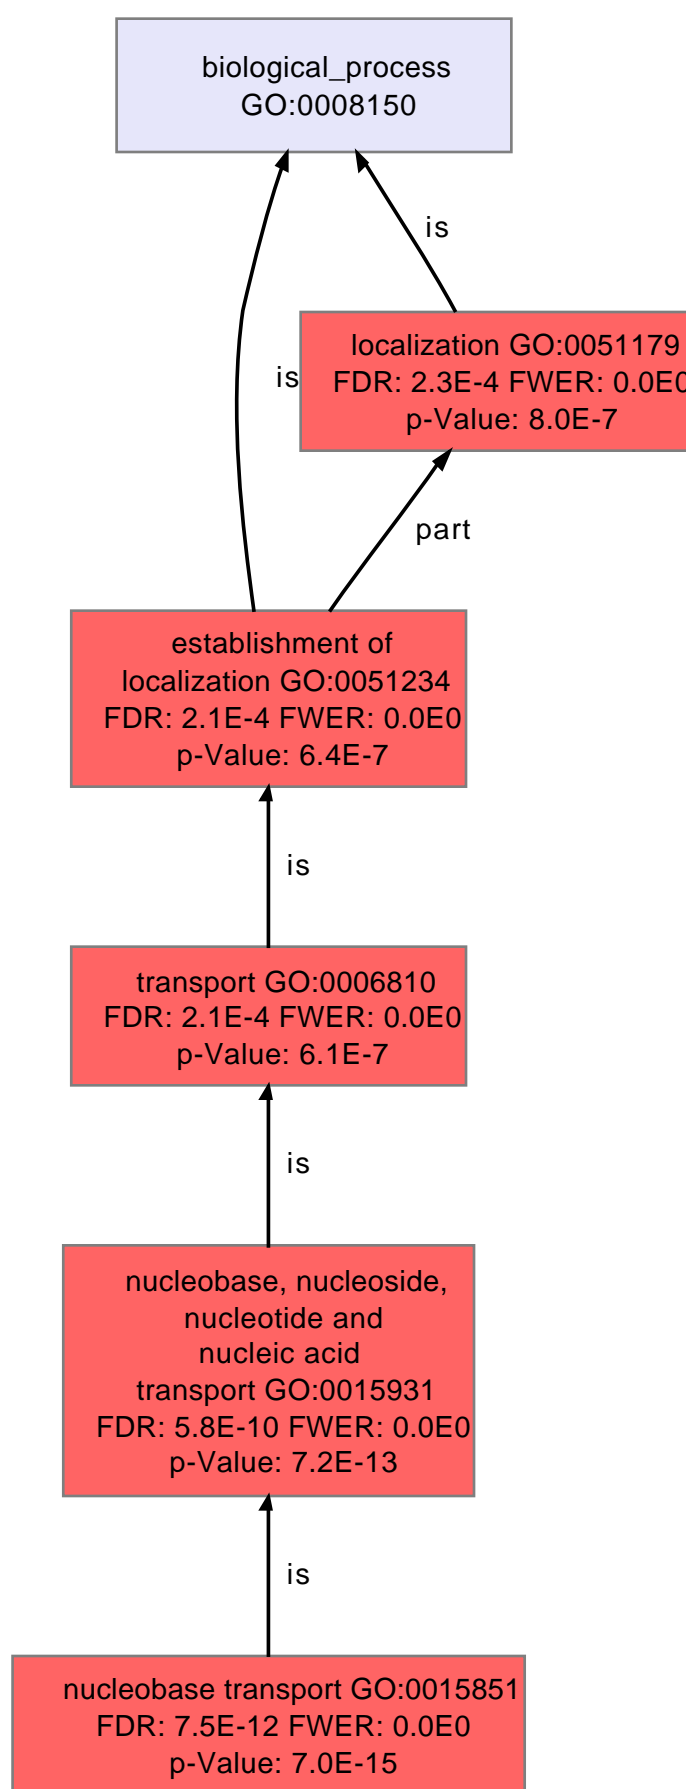 biological_process
GO:0008150
is
localization GO:0051179
FDR: 2.3E-4 FWER: 0.0E0
p-Value: 8.0E-7
is
part
establishment of
localization GO:0051234
FDR: 2.1E-4 FWER: 0.0E0
p-Value: 6.4E-7
is
transport GO:0006810
FDR: 2.1E-4 FWER: 0.0E0
p-Value: 6.1E-7
is
nucleobase, nucleoside,
nucleotide and
nucleic acid
transport GO:0015931
FDR: 5.8E-10 FWER: 0.0E0
p-Value: 7.2E-13
is
nucleobase transport GO:0015851
FDR: 7.5E-12 FWER: 0.0E0
p-Value: 7.0E-15